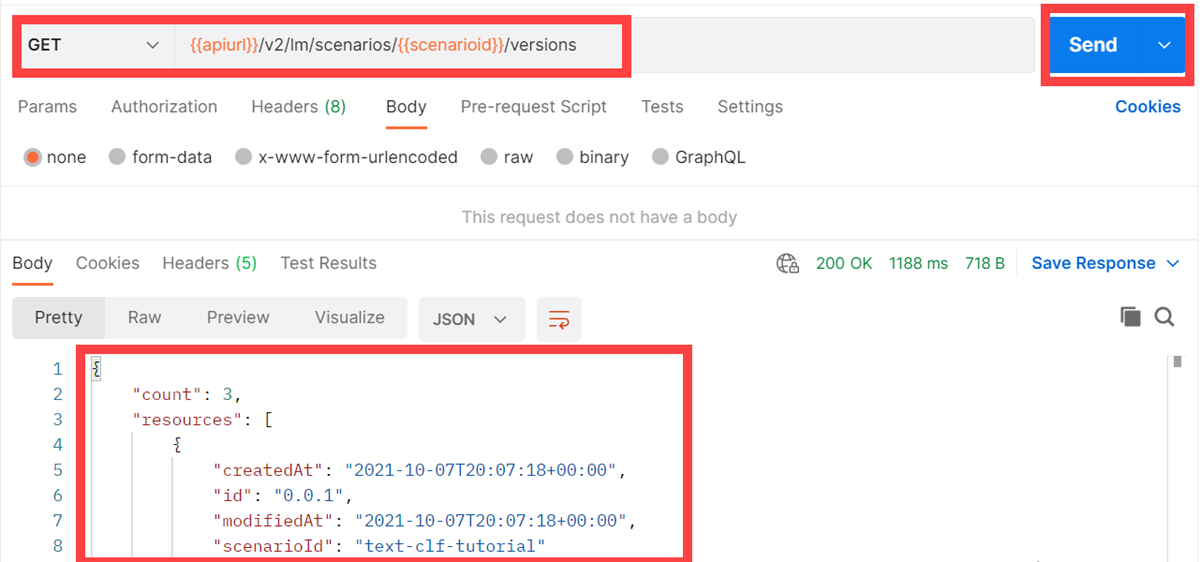 GET {{apiurl}}/v2/lm/scenarios/{{scenarioid}}/versions Send
Params Authorization Headers (8) Body Pre-request Script Tests Settings Cookies
none form-data x-www-form-urlencoded raw binary GraphQL
This request does not have a body
Body Cookies Headers (5) Test Results 200 OK 1188 ms 718 B Save Response
Pretty Raw Preview Visualize JSON
1 {
2 "count": 3,
3 "resources": [
4 {
5 "createdAt": "2021-10-07T20:07:18+00:00",
6 "id": "0.0.1",
7 "modifiedAt": "2021-10-07T20:07:18+00:00",
8 "scenarioId": "text-clf-tutorial"